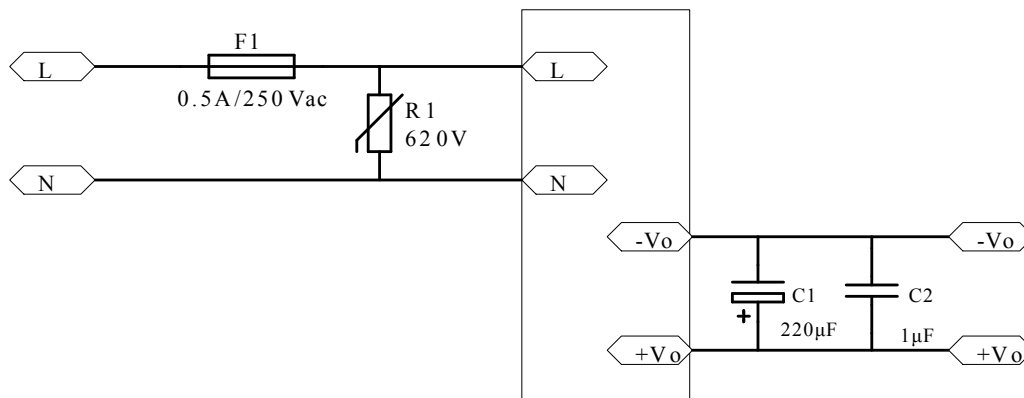 F1
L
L
0.5A/250Vac
R1
620V
N
N
-Vo
-Vo
C1
C2
+
220µF
1µF
+Vo
+Vo